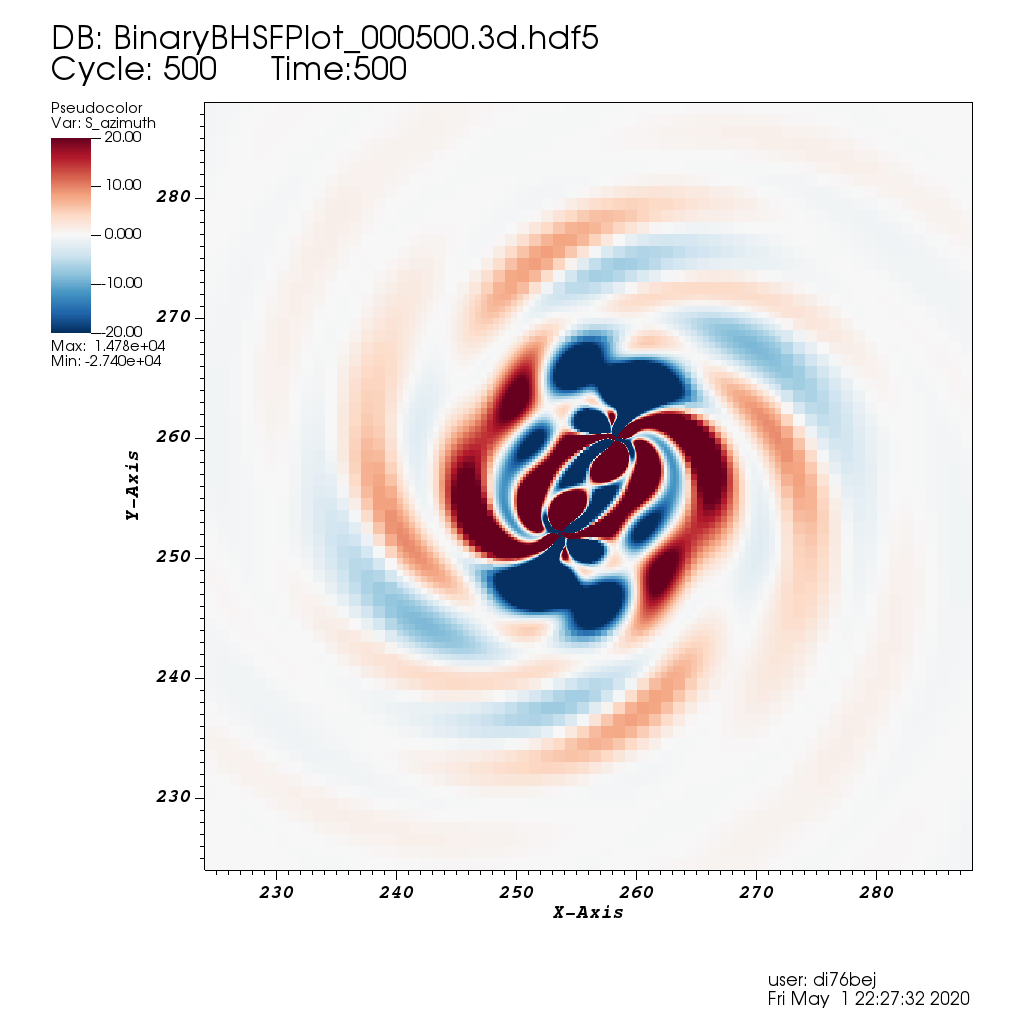 DB: BinaryBHSFPlot_000500.3d.hdf5
Cycle: 500 Time:500
Pseudocolor
Var: S_azimuth
20.00
10.00
0.000
-10.00
-20.00
Max: 1.478e+04
Min: -2.740e+04
280
270
260
250
240
230
Y-Axis
230 240 250 260 270 280
X-Axis
user: di76bej
Fri May 1 22:27:32 2020